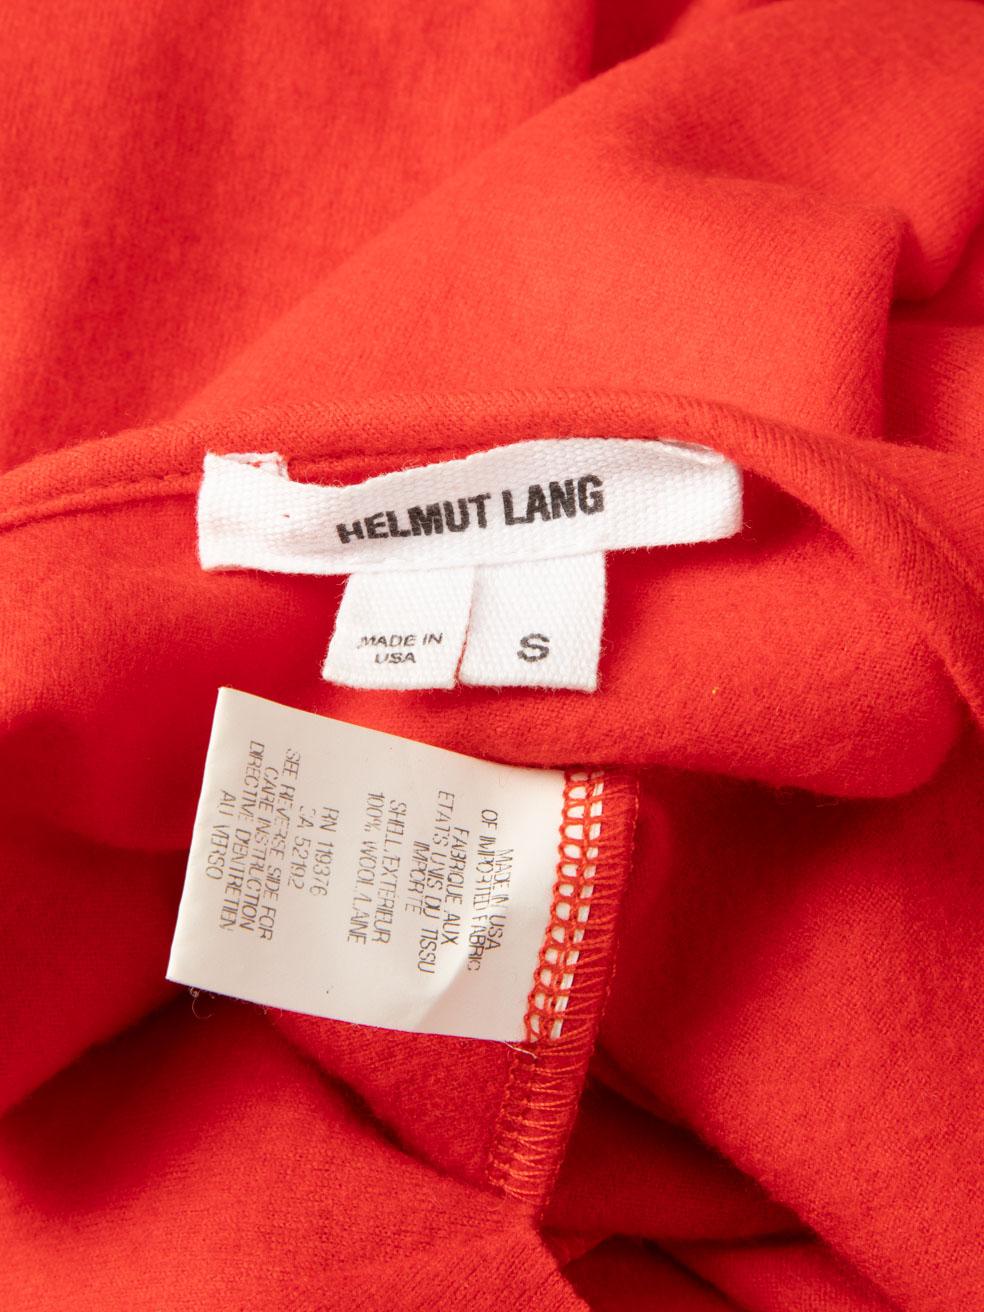 HELMUT LANG
MADE IN
USA
S
MADE IN USA
OF IMPORTED FABRIC
FABRIQUE AUX
ETATS UNIS DU TISSU
IMPORTE
SHELL/EXTERIEUR
100% WOOL/LAINE
RN 119376
CA 52192
SEE REVERSE SIDE FOR
CARE INSTRUCTION
DIRECTIVE D'ENTRETIEN
AU VERSO